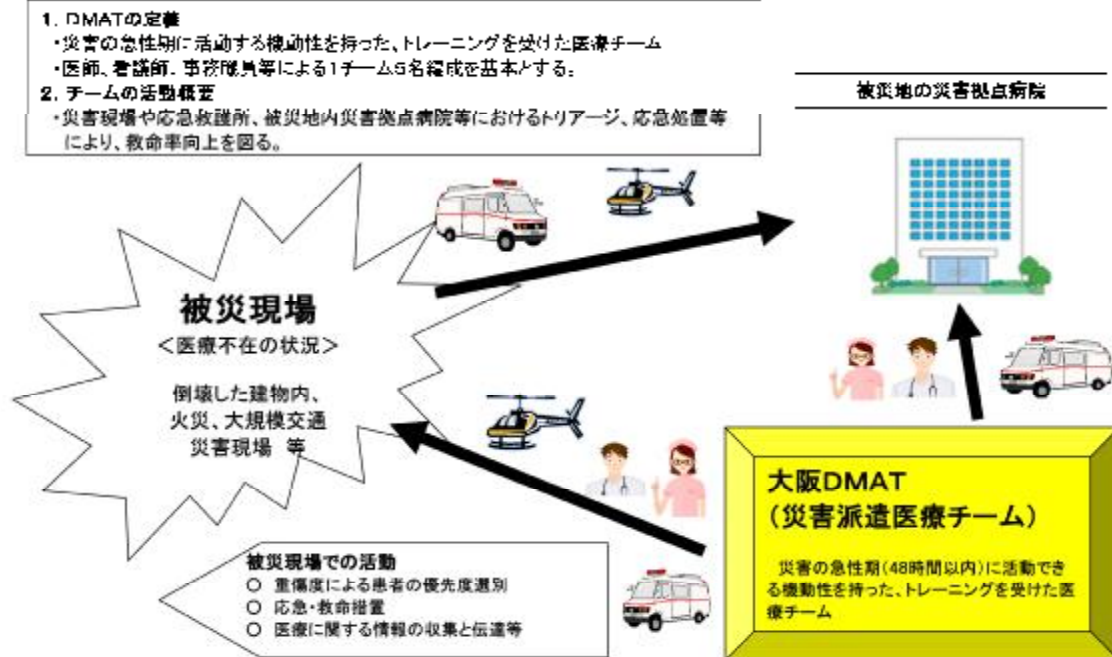 1. DMATの定義
・災害の急性期に活動する機動性を持った、トレーニングを受けた医療チーム
・医師、看護師、事務職員等による1チーム5名編成を基本とする。
2. チームの活動概要
・災害現場や応急救護所、被災地内災害拠点病院等におけるトリアージ、応急処置等
により、救命率向上を図る。
被災地の災害拠点病院
被災現場
＜医療不在の状況＞
倒壊した建物内、
火災、大規模交通
災害現場 等
大阪DMAT
（災害派遣医療チーム）
災害の急性期（48時間以内）に活動でき
る機動性を持った、トレーニングを受けた医
療チーム
被災現場での活動
○ 重傷度による患者の優先度選別
○ 応急・救命措置
○ 医療に関する情報の収集と伝達等